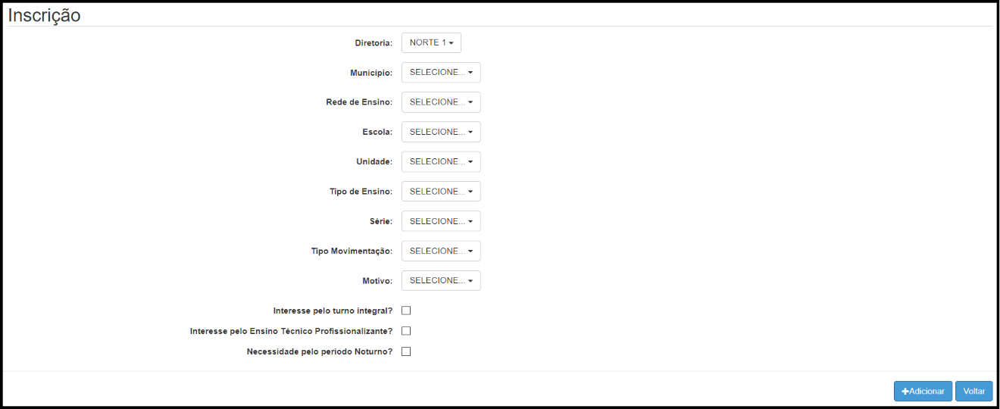 Inscrição
Diretoria: NORTE 1
Município: SELECIONE...
Rede de Ensino: SELECIONE...
Escola: SELECIONE...
Unidade: SELECIONE...
Tipo de Ensino: SELECIONE...
Série: SELECIONE...
Tipo Movimentação: SELECIONE...
Motivo: SELECIONE...
Interesse pelo turno integral?
Interesse pelo Ensino Técnico Profissionalizante?
Necessidade pelo período Noturno?
+Adicionar Voltar